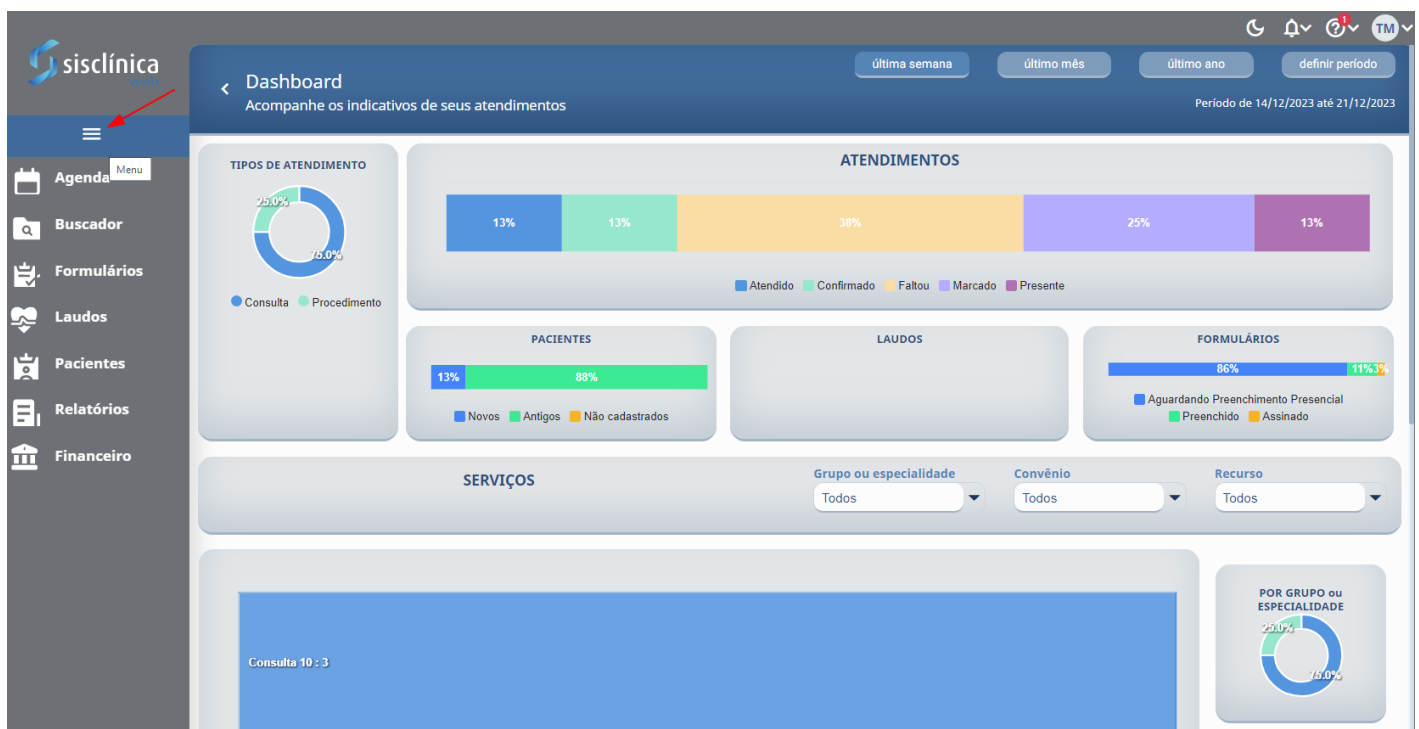 TM
1
sisclínica
Menu
Agenda
Buscador
Formulários
Laudos
Pacientes
Relatórios
Financeiro
Dashboard
Acompanhe os indicativos de seus atendimentos
última semana
último mês
último ano
definir período
Período de 14/12/2023 até 21/12/2023
TIPOS DE ATENDIMENTO
25.0%
75.0%
Consulta Procedimento
ATENDIMENTOS
13% 13% 38% 25% 13%
Atendido Confirmado Faltou Marcado Presente
PACIENTES
13% 88%
Novos Antigos Não cadastrados
LAUDOS
FORMULÁRIOS
86% 11% 3%
Aguardando Preenchimento Presencial
Preenchido Assinado
SERVIÇOS
Grupo ou especialidade
Todos
Convênio
Todos
Recurso
Todos
Consulta 10 : 3
POR GRUPO ou
ESPECIALIDADE
25.0%
75.0%